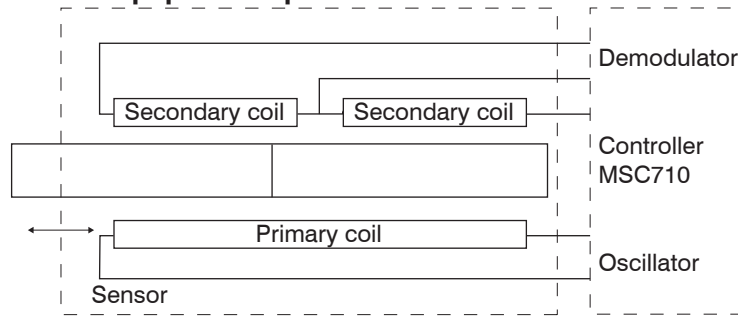 Demodulator
Secondary coil
Secondary coil
Controller
MSC710
Primary coil
Oscillator
Sensor